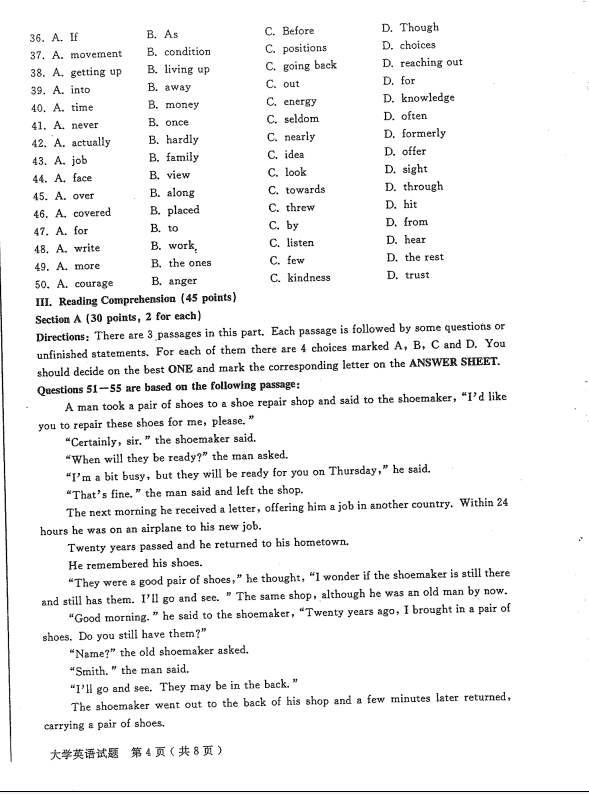 36. A. If B. As C. Before D. Though
37. A. movement B. condition C. positions D. choices
38. A. getting up B. living up C. going back D. reaching out
39. A. into B. away C. out D. for
40. A. time B. money C. energy D. knowledge
41. A. never B. once C. seldom D. often
42. A. actually B. hardly C. nearly D. formerly
43. A. job B. family C. idea D. offer
44. A. face B. view C. look D. sight
45. A. over B. along C. towards D. through
46. A. covered B. placed C. threw D. hit
47. A. for B. to C. by D. from
48. A. write B. work C. listen D. hear
49. A. more B. the ones C. few D. the rest
50. A. courage B. anger C. kindness D. trust
III. Reading Comprehension (45 points)
Section A (30 points, 2 for each)
Directions: There are 3 passages in this part. Each passage is followed by some questions or
unfinished statements. For each of them there are 4 choices marked A, B, C and D. You
should decide on the best ONE and mark the corresponding letter on the ANSWER SHEET.
Questions 51—55 are based on the following passage:
A man took a pair of shoes to a shoe repair shop and said to the shoemaker, “I’d like
you to repair these shoes for me, please.”
“Certainly, sir.” the shoemaker said.
“When will they be ready?” the man asked.
“I’m a bit busy, but they will be ready for you on Thursday,” he said.
“That’s fine.” the man said and left the shop.
The next morning he received a letter, offering him a job in another country. Within 24
hours he was on an airplane to his new job.
Twenty years passed and he returned to his hometown.
He remembered his shoes.
“They were a good pair of shoes,” he thought, “I wonder if the shoemaker is still there
and still has them. I’ll go and see. ” The same shop, although he was an old man by now.
“Good morning.” he said to the shoemaker, “Twenty years ago, I brought in a pair of
shoes. Do you still have them?”
“Name?” the old shoemaker asked.
“Smith.” the man said.
“I’ll go and see. They may be in the back.”
The shoemaker went out to the back of his shop and a few minutes later returned,
carrying a pair of shoes.
大学英语试题 第 4 页 ( 共 8 页 )